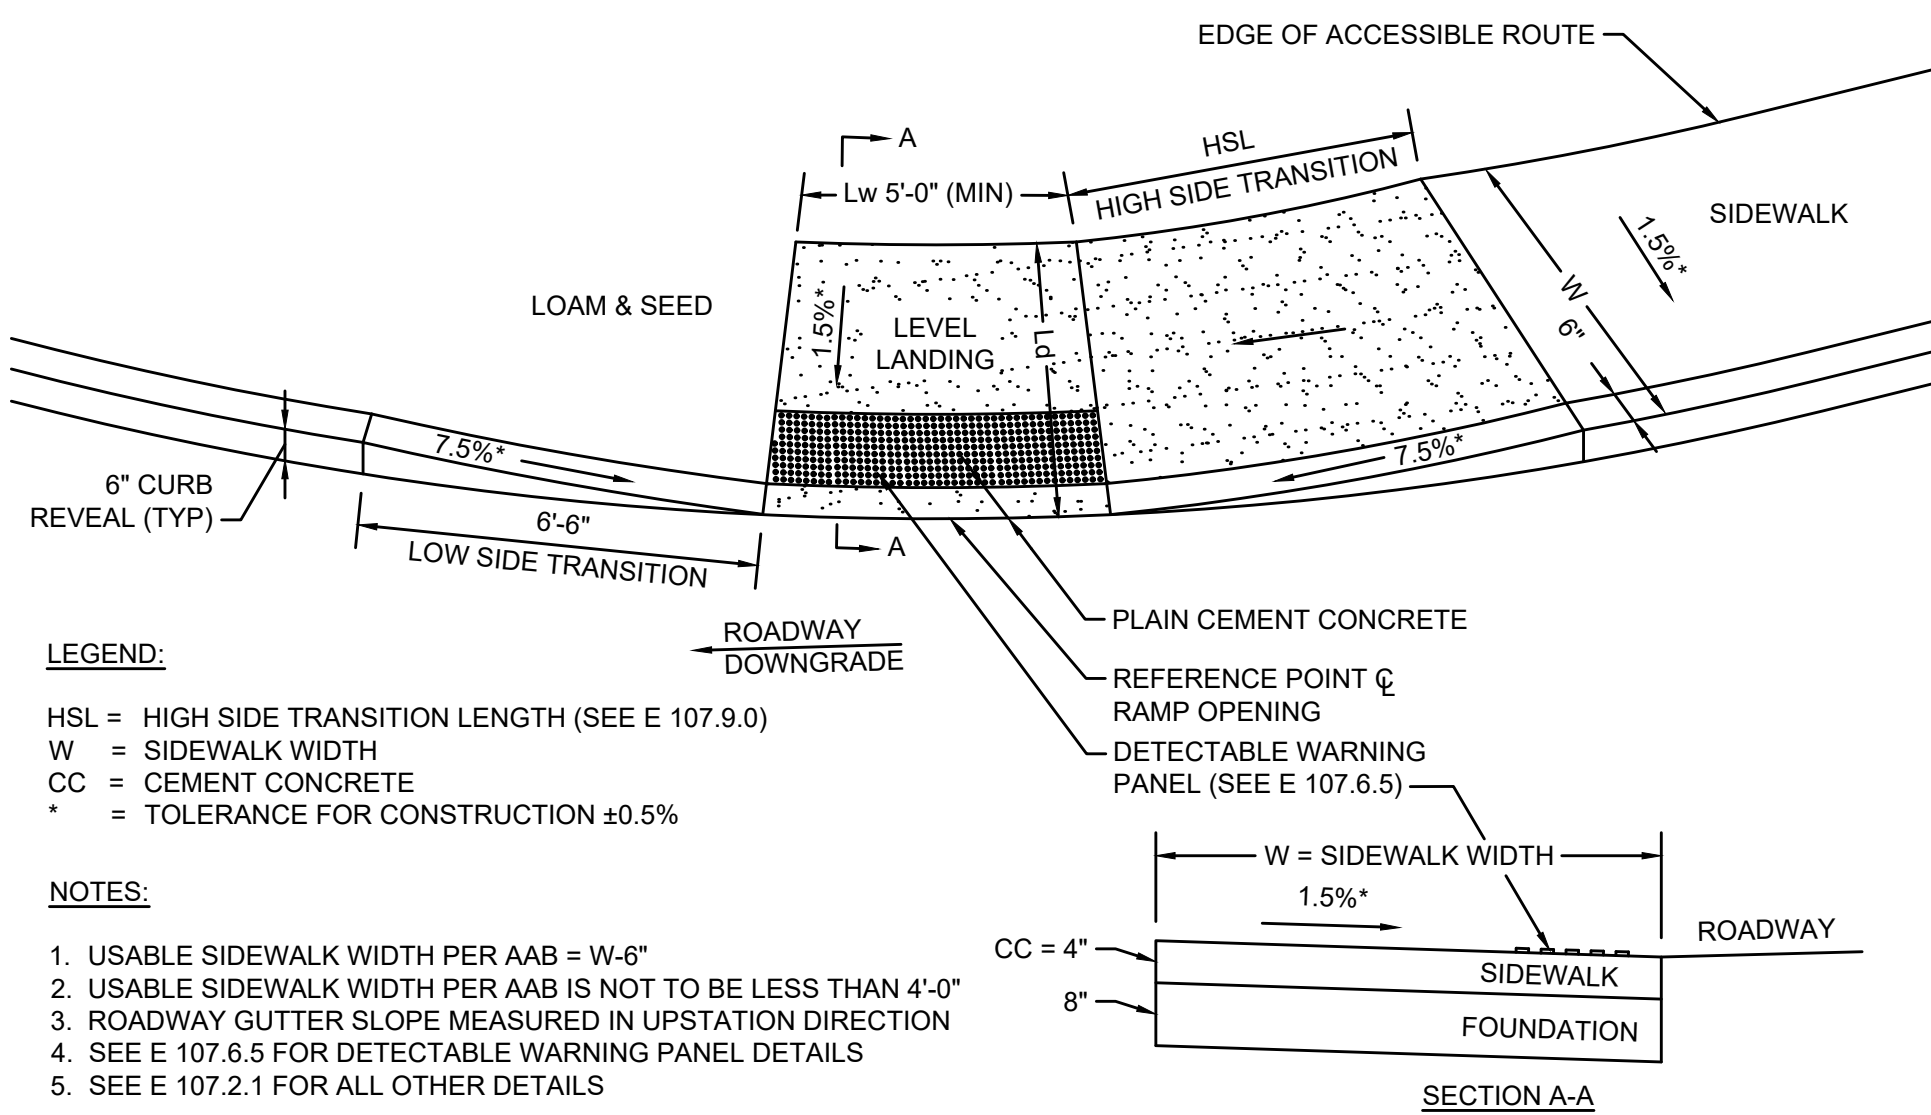 EDGE OF ACCESSIBLE ROUTE
A
HSL
HIGH SIDE TRANSITION
Lw 5'-0" (MIN)
SIDEWALK
1.5%*
W
6"
LOAM & SEED
1.5%*
LEVEL
LANDING
Ld
7.5%*
7.5%*
6" CURB
REVEAL (TYP)
6'-6"
LOW SIDE TRANSITION
A
ROADWAY
DOWNGRADE
PLAIN CEMENT CONCRETE
REFERENCE POINT ℄
RAMP OPENING
DETECTABLE WARNING
PANEL (SEE E 107.6.5)
LEGEND:
HSL = HIGH SIDE TRANSITION LENGTH (SEE E 107.9.0)
W = SIDEWALK WIDTH
CC = CEMENT CONCRETE
* = TOLERANCE FOR CONSTRUCTION ±0.5%
NOTES:
1. USABLE SIDEWALK WIDTH PER AAB = W-6"
2. USABLE SIDEWALK WIDTH PER AAB IS NOT TO BE LESS THAN 4'-0"
3. ROADWAY GUTTER SLOPE MEASURED IN UPSTATION DIRECTION
4. SEE E 107.6.5 FOR DETECTABLE WARNING PANEL DETAILS
5. SEE E 107.2.1 FOR ALL OTHER DETAILS
W = SIDEWALK WIDTH
1.5%*
ROADWAY
CC = 4"
SIDEWALK
8"
FOUNDATION
SECTION A-A